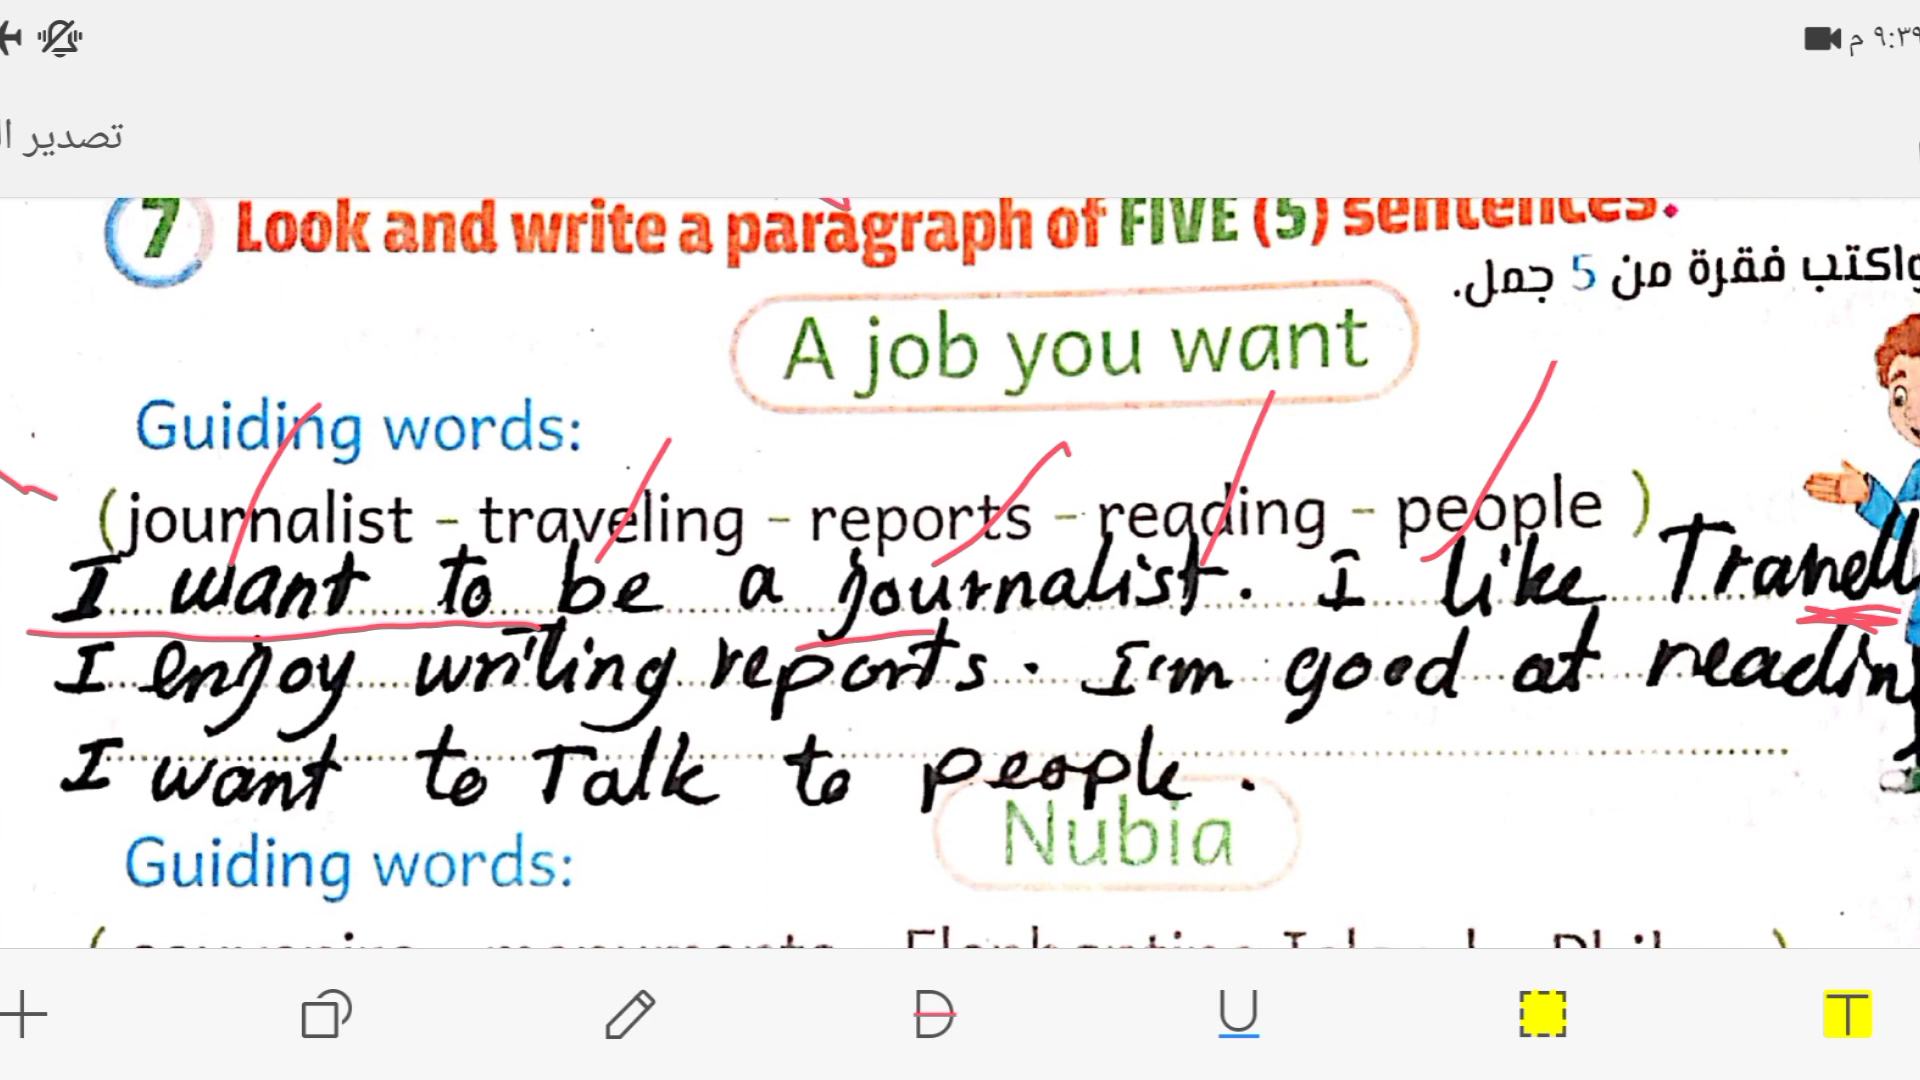 م ٩:٣٩
تصدير
7 Look and write a paragraph of FIVE (5) sentences.
واكتب فقرة من 5 جمل.
A job you want
Guiding words:
(journalist - traveling - reports - reading - people)
I want to be a journalist. I like Travell
I enjoy writing reports. I'm good at readin
I want to Talk to people.
Nubia
Guiding words: